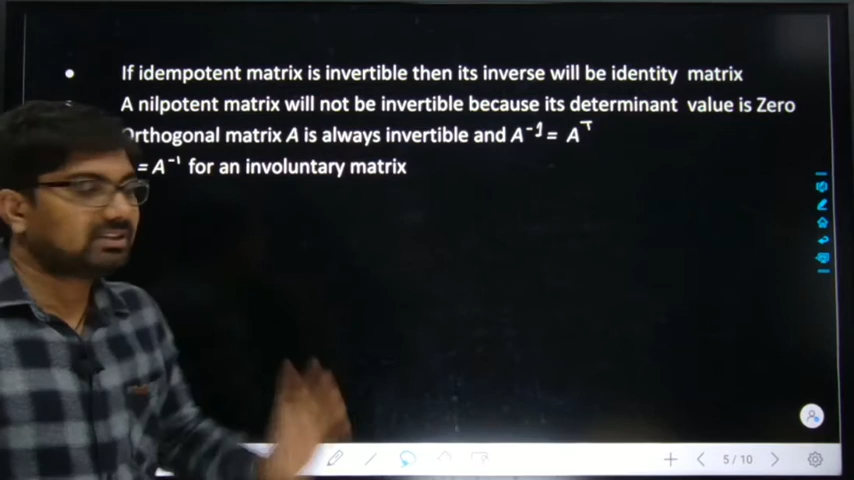 • If idempotent matrix is invertible then its inverse will be identity matrix
A nilpotent matrix will not be invertible because its determinant value is Zero
Orthogonal matrix A is always invertible and A⁻¹ = Aᵀ
= A⁻¹ for an involuntary matrix
5 / 10